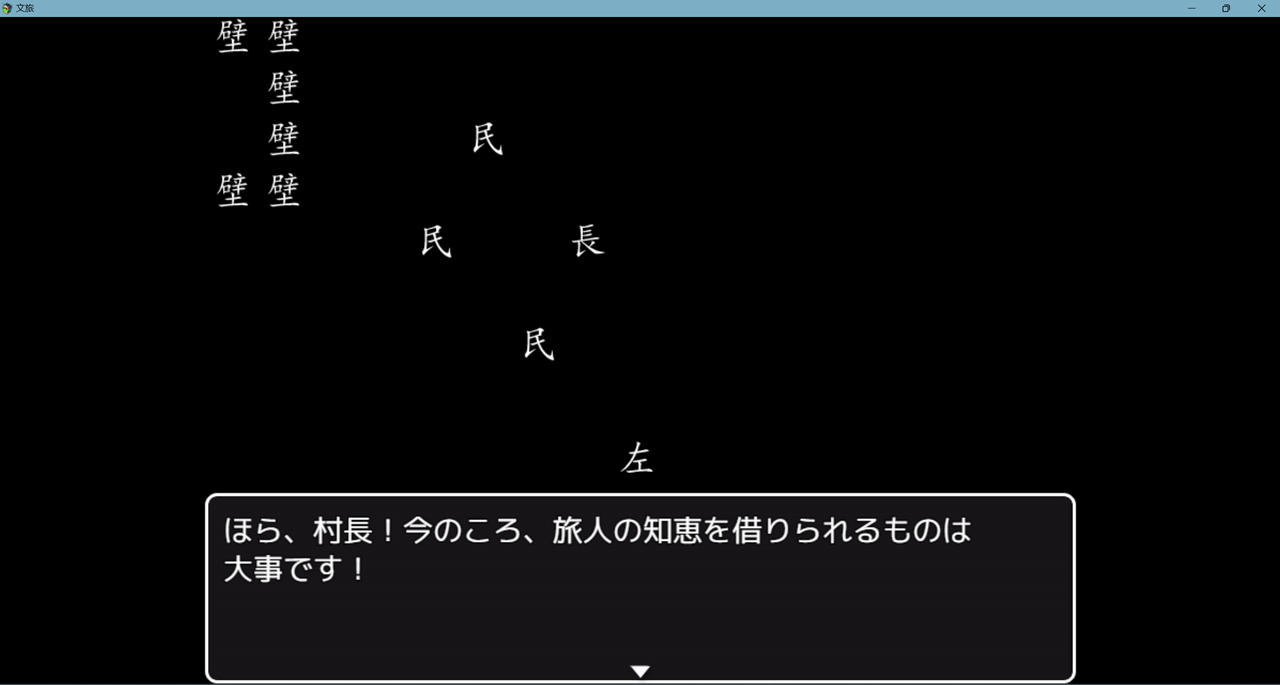 文旅
壁 壁
壁
壁 民
壁 壁
民 長
民
左
ほら、村長！今のころ、旅人の知恵を借りられるものは
大事です！